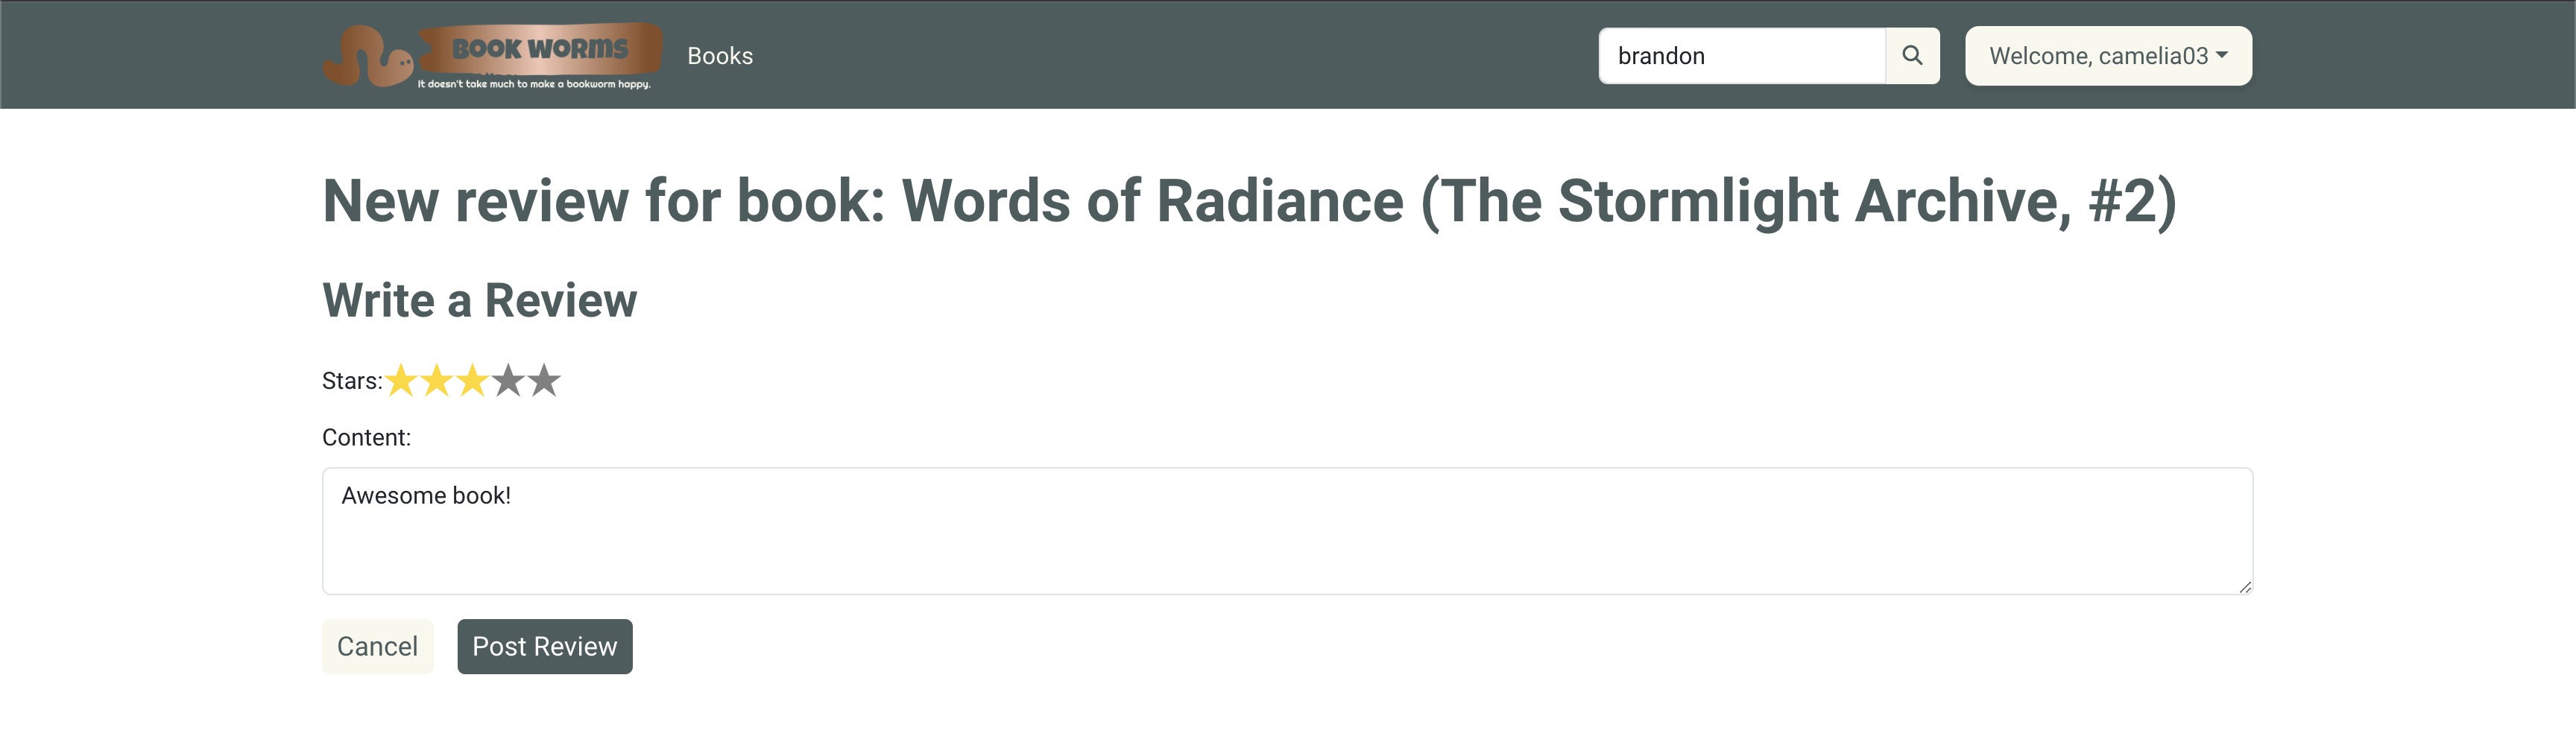 BOOK WORMS
It doesn't take much to make a bookworm happy.
Books
brandon
Welcome, camelia03
New review for book: Words of Radiance (The Stormlight Archive, #2)
Write a Review
Stars:
Content:
Awesome book!
Cancel
Post Review